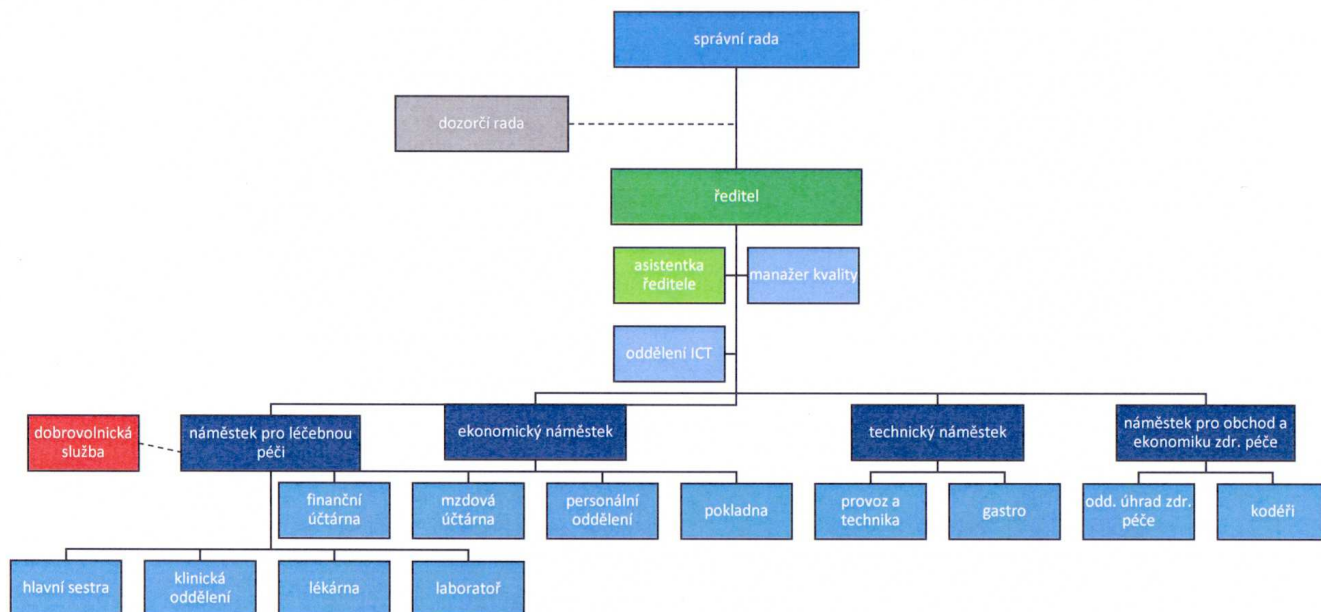 správní rada
dozorčí rada
ředitel
asistentka
ředitele
manažer kvality
oddělení ICT
dobrovolnická
služba
náměstek pro léčebnou
péči
ekonomický náměstek
technický náměstek
náměstek pro obchod a
ekonomiku zdr. péče
finanční
účtárna
mzdová
účtárna
personální
oddělení
pokladna
provoz a
technika
gastro
odd. úhrad zdr.
péče
kodéři
hlavní sestra
klinická
oddělení
lékárna
laboratoř